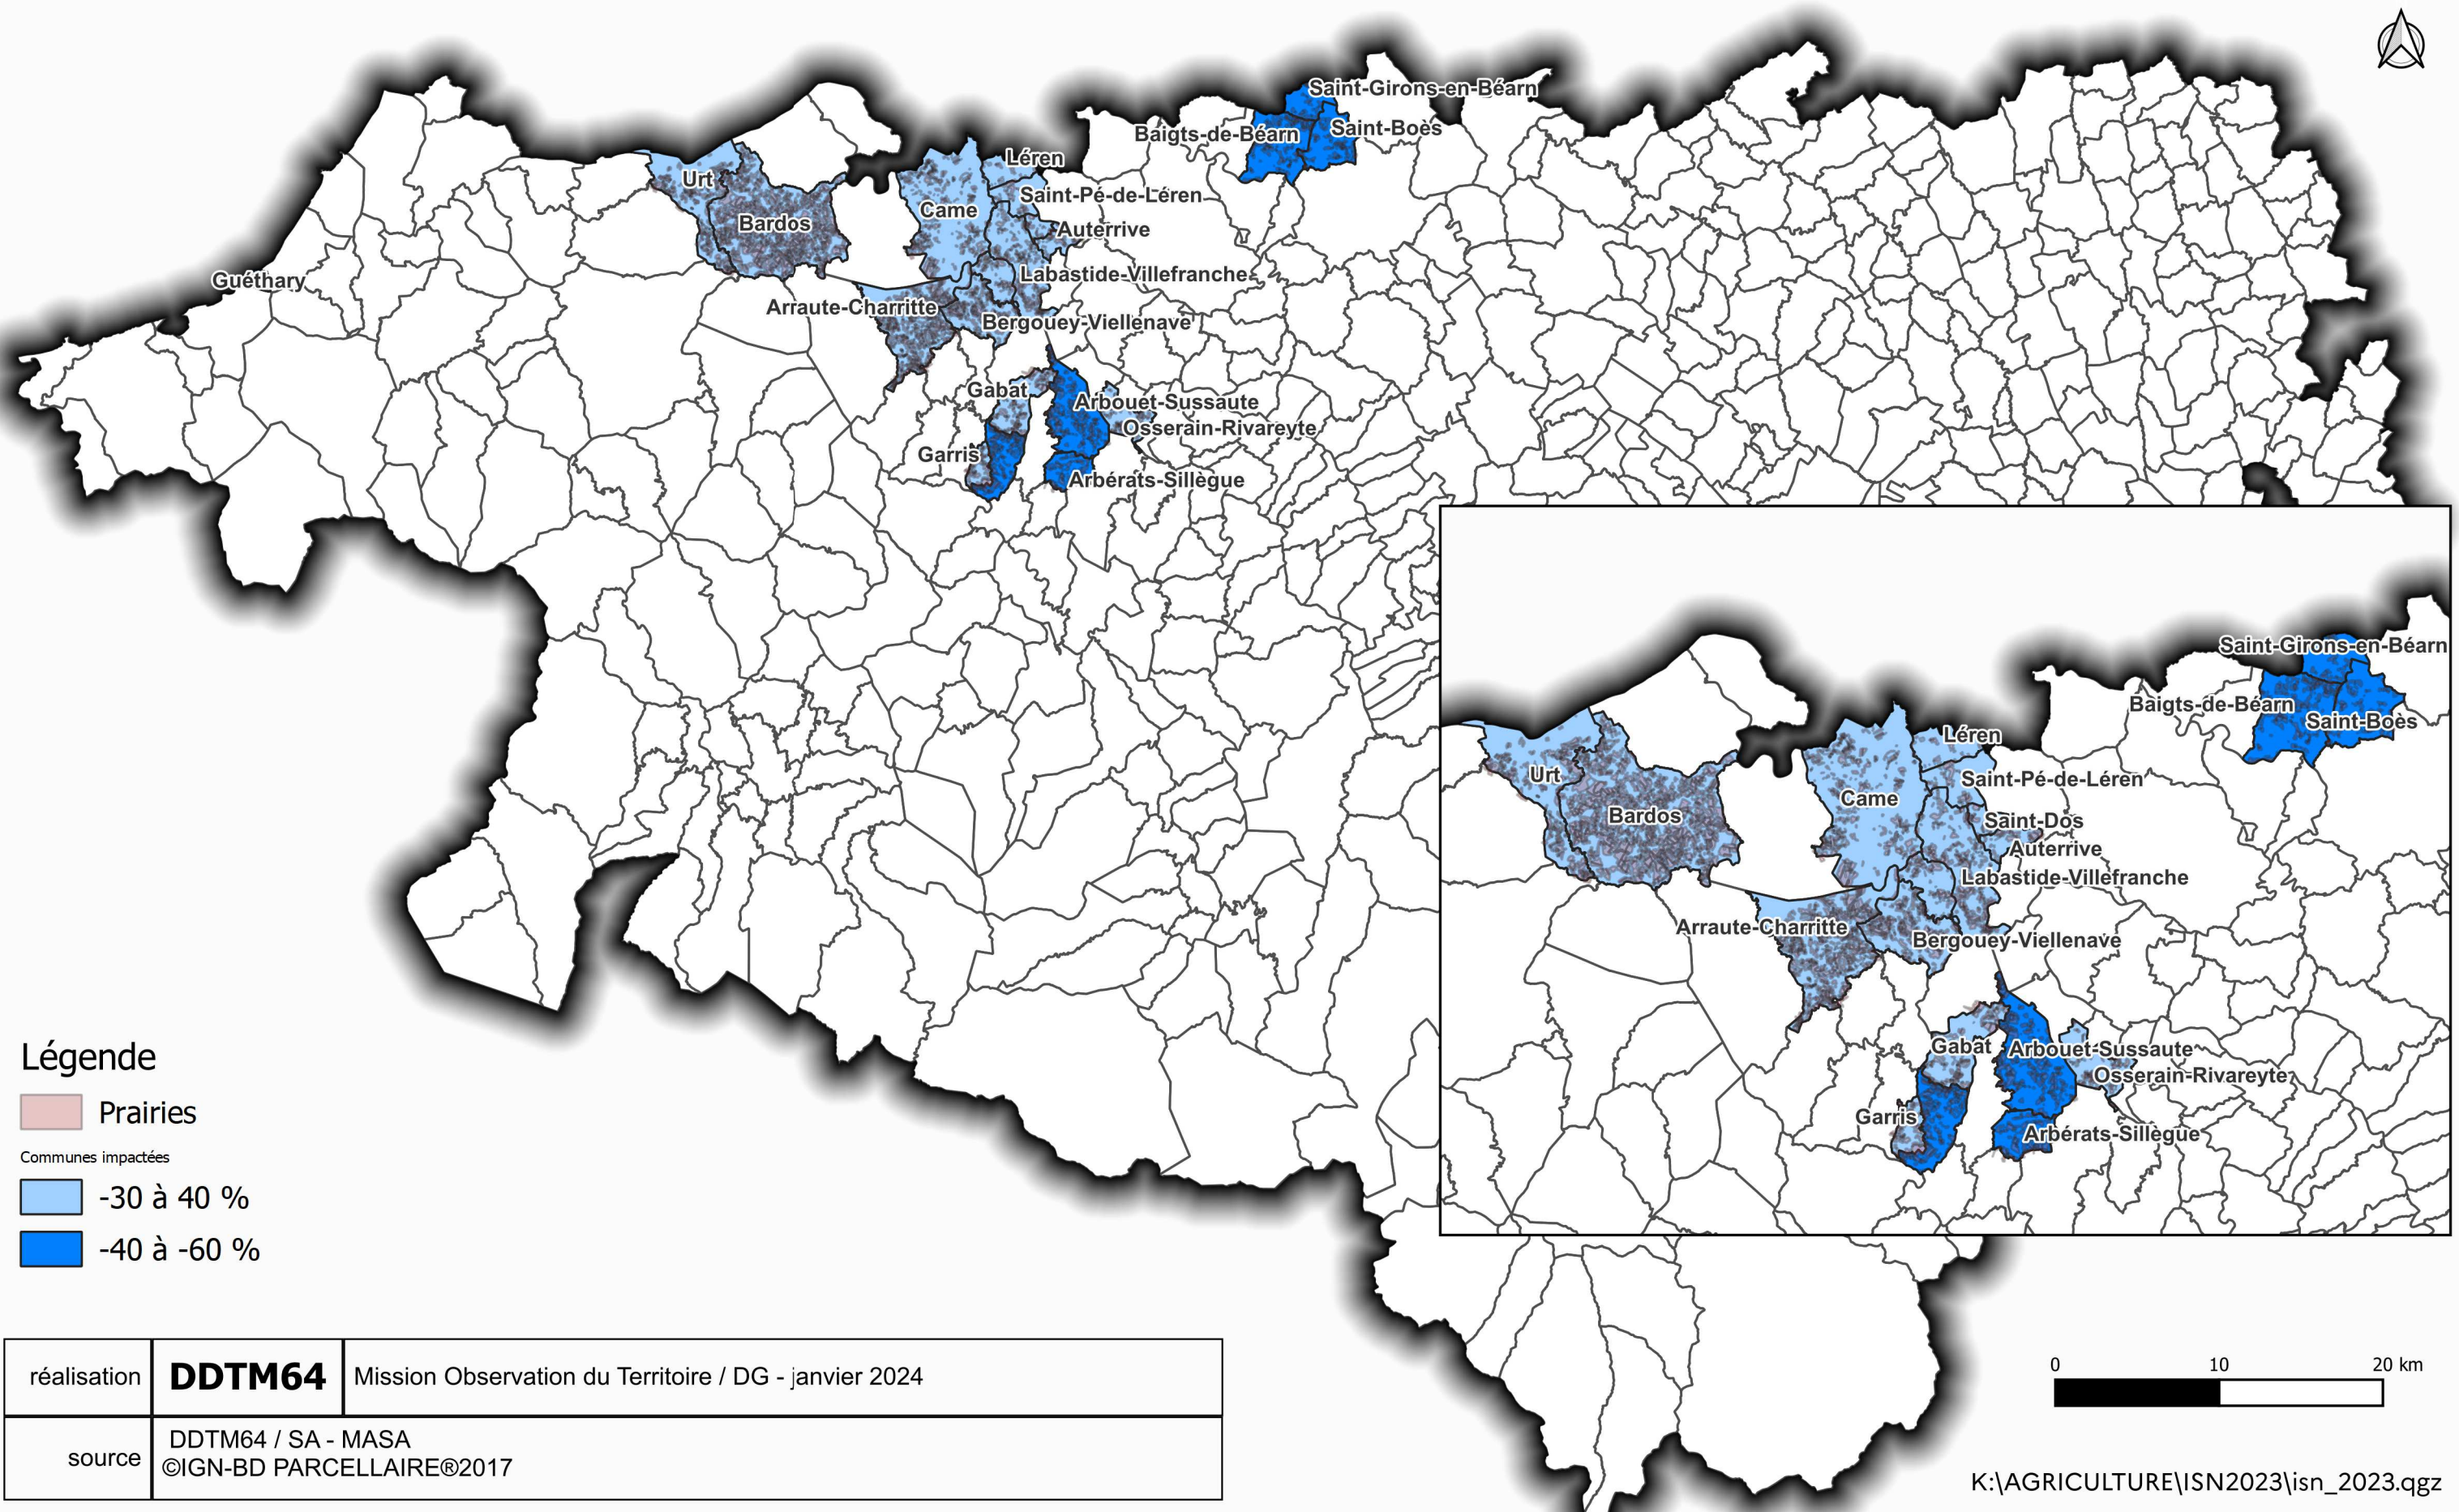 Saint-Girons-en-Béarn
Baigts-de-Béarn
Saint-Boès
Léren
Urt
Saint-Pé-de-Léren
Came
Bardos
Auterrive
Guéthary
Labastide-Villefranche
Arraute-Charritte
Bergouey-Viellenave
Gabat
Arbouet-Sussaute
Osserain-Rivareyte
Garris
Arbérats-Sillègue
Saint-Girons-en-Béarn
Baigts-de-Béarn
Saint-Boès
Léren
Urt
Saint-Pé-de-Léren
Came
Bardos
Saint-Dos
Auterrive
Labastide-Villefranche
Arraute-Charritte
Bergouey-Viellenave
Gabat
Arbouet-Sussaute
Osserain-Rivareyte
Garris
Arbérats-Sillègue
Légende
Prairies
Communes impactées
-30 à 40 %
-40 à -60 %
réalisation DDTM64 Mission Observation du Territoire / DG - janvier 2024
source DDTM64 / SA - MASA
©IGN-BD PARCELLAIRE®2017
0 10 20 km
K:\AGRICULTURE\ISN2023\isn_2023.qgz